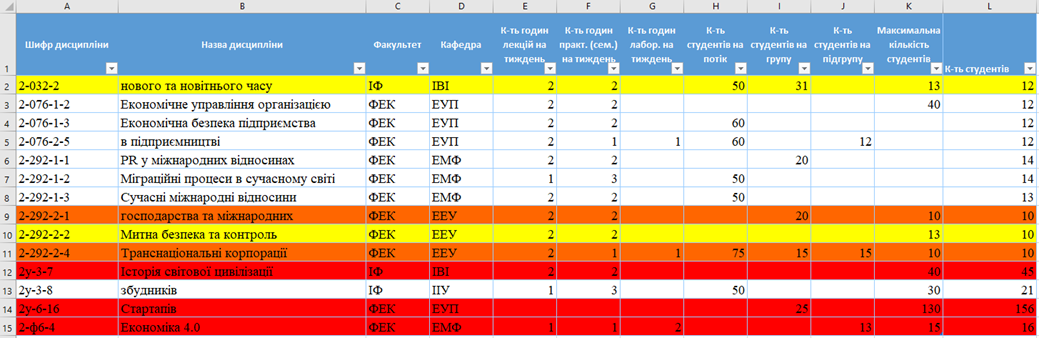 A B C D E F G H I J K L
1 Шифр дисципліни Назва дисципліни Факультет Кафедра К-ть годин лекцій на тиждень К-ть годин практ. (сем.) на тиждень К-ть годин лабор. на тиждень К-ть студентів на потік К-ть студентів на групу К-ть студентів на підгрупу Максимальна кількість студентів К-ть студентів
2 2-032-2 нового та новітнього часу ІФ ІВІ 2 2 50 31 13 12
3 2-076-1-2 Економічне управління організацією ФЕК ЕУП 2 2 40 12
4 2-076-1-3 Економічна безпека підприємства ФЕК ЕУП 2 2 60 12
5 2-076-2-5 в підприємництві ФЕК ЕУП 2 1 1 60 12 12
6 2-292-1-1 PR у міжнародних відносинах ФЕК ЕМФ 2 2 20 14
7 2-292-1-2 Міграційні процеси в сучасному світі ФЕК ЕМФ 1 3 50 14
8 2-292-1-3 Сучасні міжнародні відносини ФЕК ЕМФ 2 2 50 13
9 2-292-2-1 господарства та міжнародних ФЕК ЕЕУ 2 2 20 10 10
10 2-292-2-2 Митна безпека та контроль ФЕК ЕЕУ 2 2 13 10
11 2-292-2-4 Транснаціональні корпорації ФЕК ЕЕУ 2 1 1 75 15 15 10 10
12 2у-3-7 Історія світової цивілізації ІФ ІВІ 2 2 40 45
13 2у-3-8 збудників ІФ ІІУ 1 3 50 30 21
14 2у-6-16 Стартапів ФЕК ЕУП 2 2 25 130 156
15 2-ф6-4 Економіка 4.0 ФЕК ЕМФ 1 1 2 13 15 16